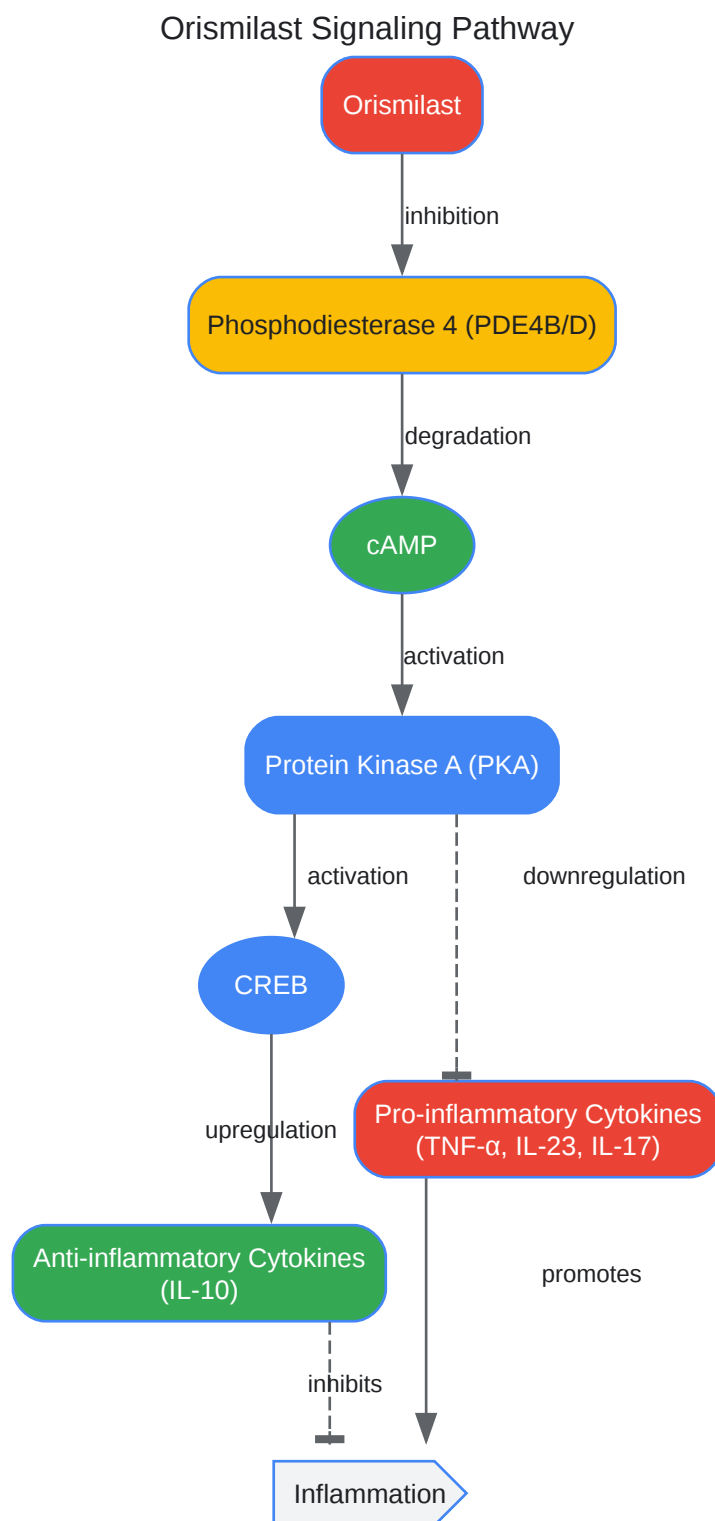 Orismilast Signaling Pathway
Orismilast
inhibition
Phosphodiesterase 4 (PDE4B/D)
degradation
cAMP
activation
Protein Kinase A (PKA)
activation
downregulation
CREB
Pro-inflammatory Cytokines
(TNF-α, IL-23, IL-17)
upregulation
Anti-inflammatory Cytokines
(IL-10)
promotes
inhibits
Inflammation